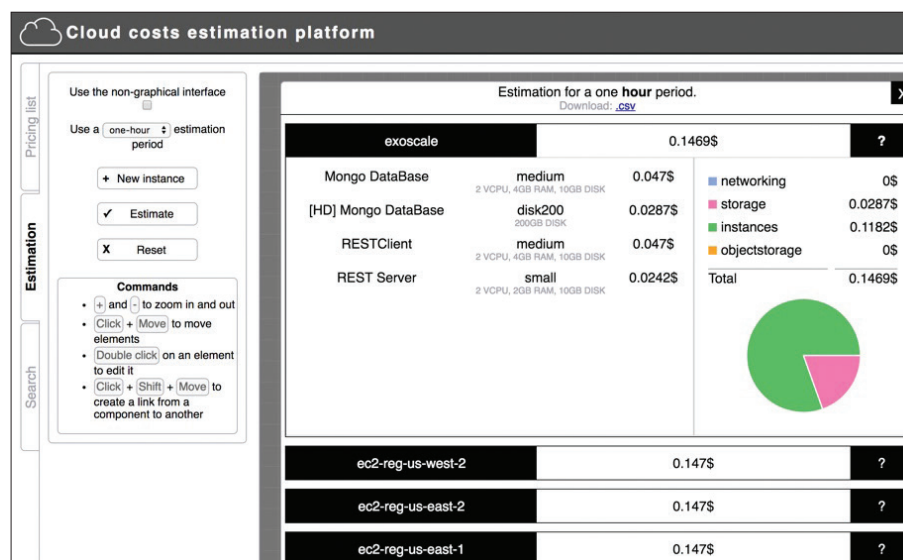 Cloud costs estimation platform
Pricing list
Estimation
Search
Use the non-graphical interface
Use a one-hour estimation
period
+ New instance
✓ Estimate
X Reset
Commands
• + and - to zoom in and out
• Click + Move to move
elements
• Double click on an element
to edit it
• Click + Shift + Move to
create a link from a
component to another
Estimation for a one hour period.
Download: .csv
X
exoscale 0.1469$ ?
Mongo DataBase medium 0.047$
2 VCPU, 4GB RAM, 10GB DISK
[HD] Mongo DataBase disk200 0.0287$
200GB DISK
RESTClient medium 0.047$
2 VCPU, 4GB RAM, 10GB DISK
REST Server small 0.0242$
2 VCPU, 2GB RAM, 10GB DISK
networking 0$
storage 0.0287$
instances 0.1182$
objectstorage 0$
Total 0.1469$
ec2-reg-us-west-2 0.147$ ?
ec2-reg-us-east-2 0.147$ ?
ec2-reg-us-east-1 0.147$ ?